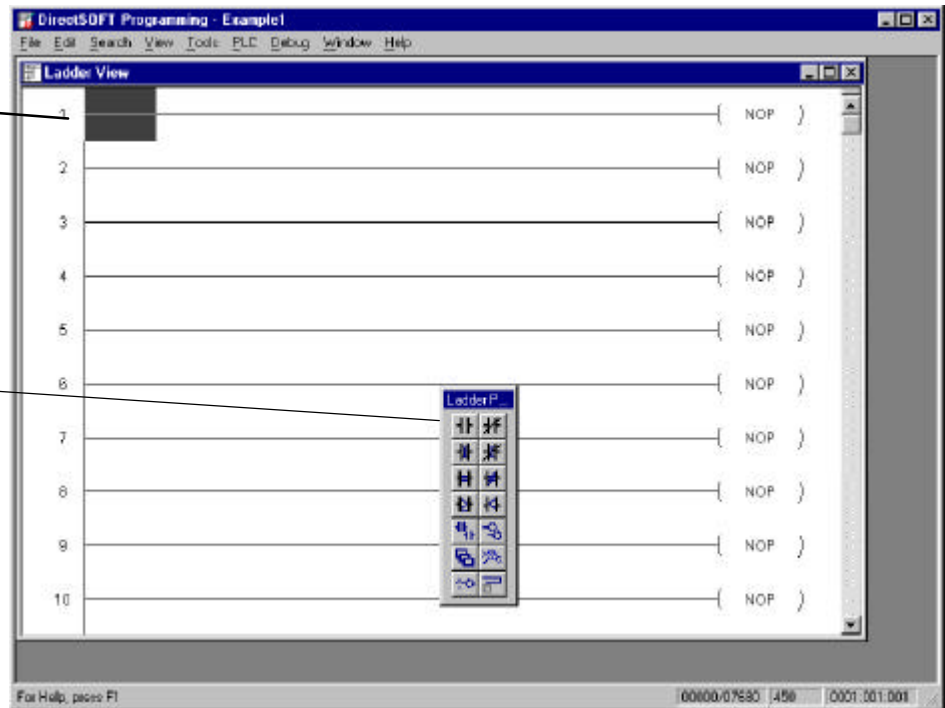 DirectSOFT Programming - Example1
File Edit Search View Tools PLC Debug Window Help
Ladder View
1 NOP
2 NOP
3 NOP
4 NOP
5 NOP
6 NOP
Ladder P...
7 NOP
8 NOP
9 NOP
10 NOP
For Help, press F1 00000/07680 450 0001:001:001